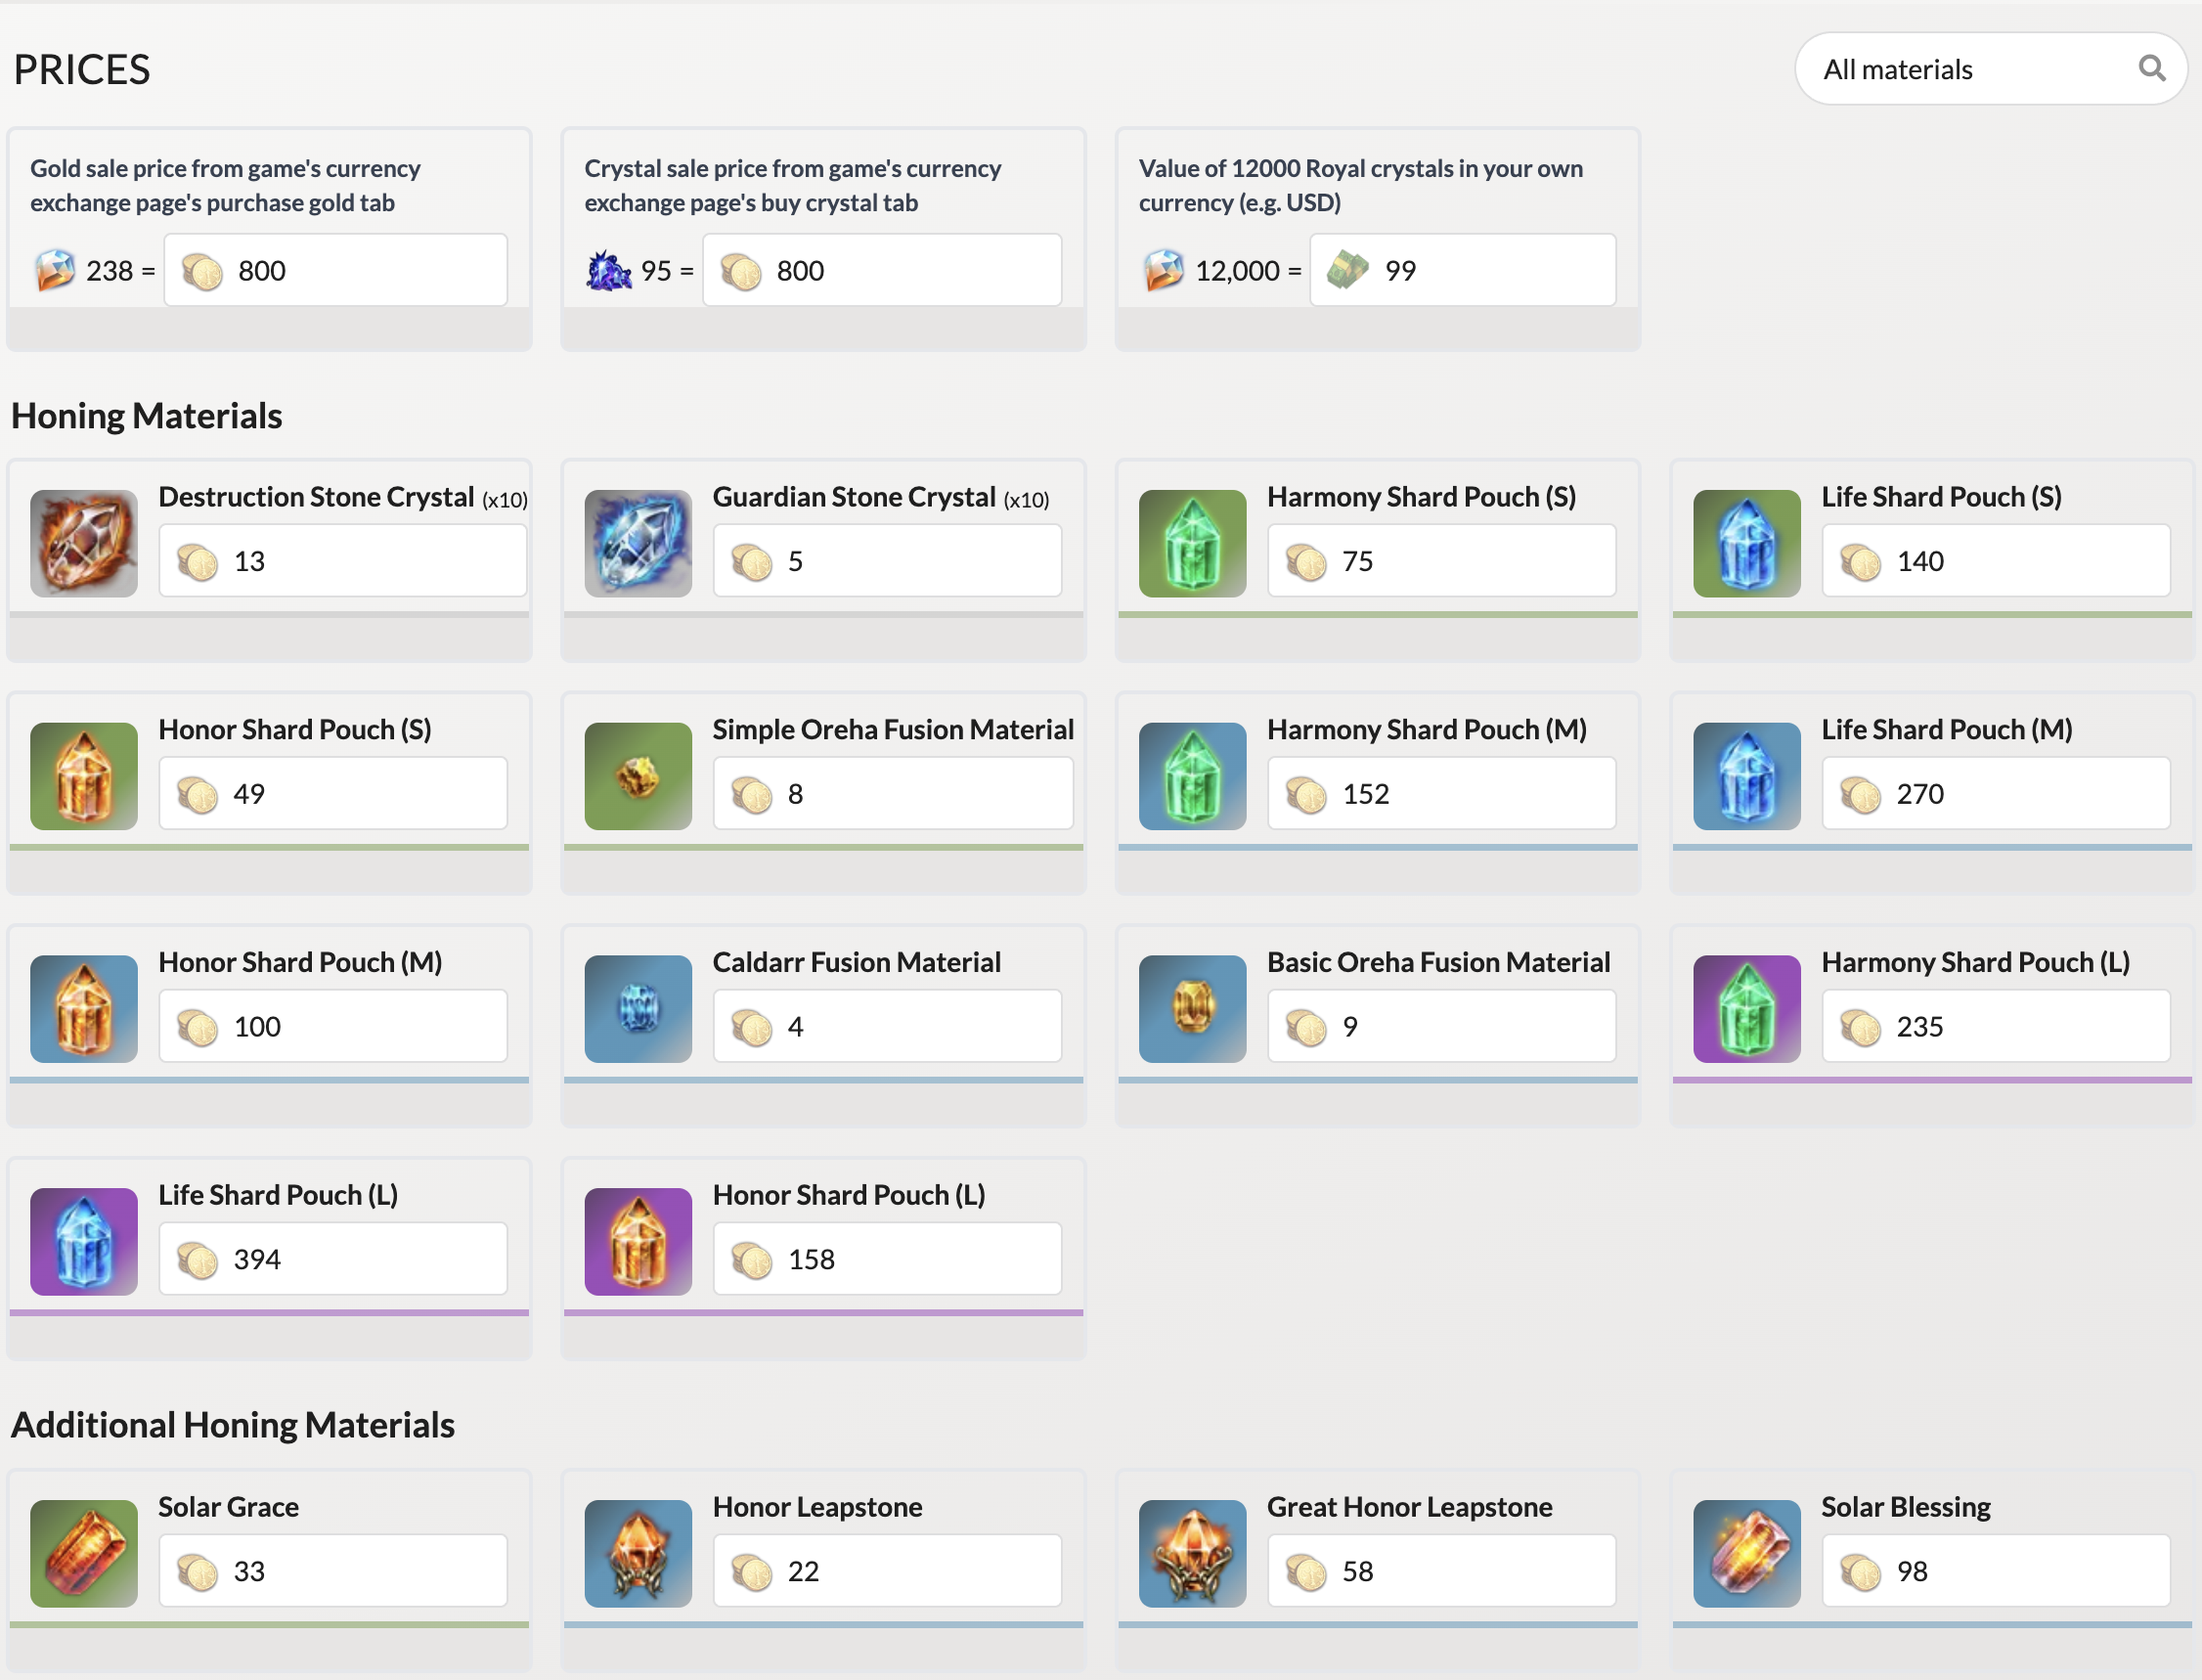 PRICES
All materials
Gold sale price from game's currency
exchange page's purchase gold tab
238 = 800
Crystal sale price from game's currency
exchange page's buy crystal tab
95 = 800
Value of 12000 Royal crystals in your own
currency (e.g. USD)
12,000 = 99
Honing Materials
Destruction Stone Crystal (x10)
13
Guardian Stone Crystal (x10)
5
Harmony Shard Pouch (S)
75
Life Shard Pouch (S)
140
Honor Shard Pouch (S)
49
Simple Oreha Fusion Material
8
Harmony Shard Pouch (M)
152
Life Shard Pouch (M)
270
Honor Shard Pouch (M)
100
Caldarr Fusion Material
4
Basic Oreha Fusion Material
9
Harmony Shard Pouch (L)
235
Life Shard Pouch (L)
394
Honor Shard Pouch (L)
158
Additional Honing Materials
Solar Grace
33
Honor Leapstone
22
Great Honor Leapstone
58
Solar Blessing
98